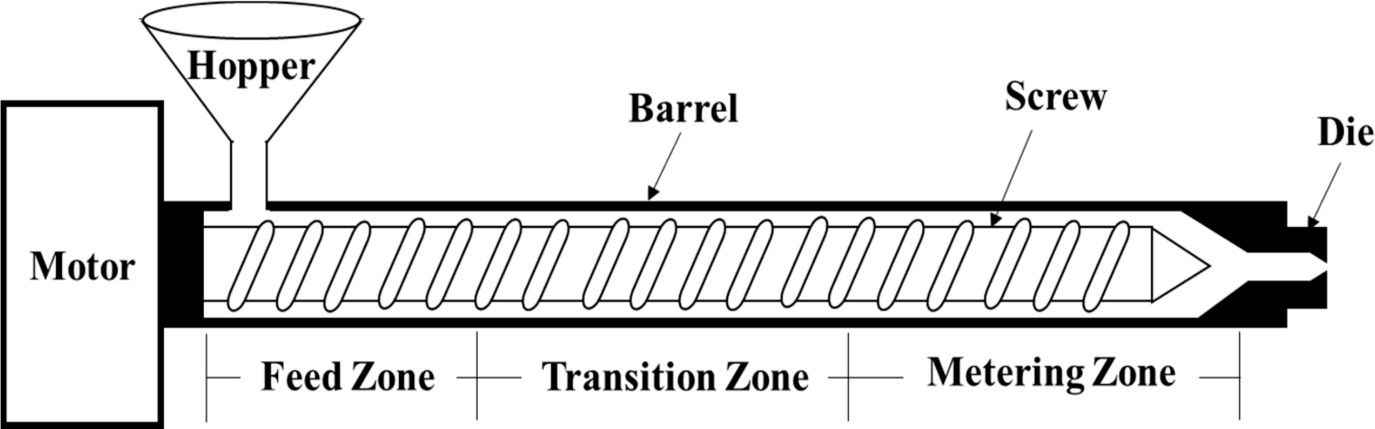 Hopper
Barrel
Screw
Die
Motor
Feed Zone
Transition Zone
Metering Zone